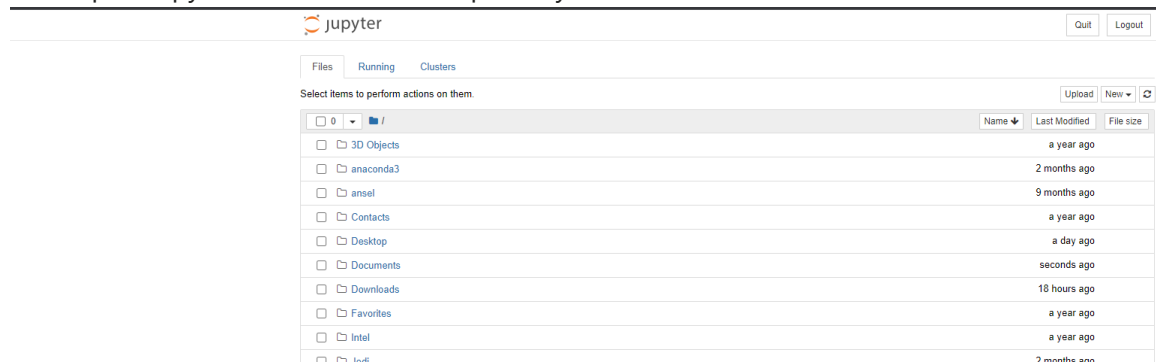 jupyter
Quit Logout
Files Running Clusters
Select items to perform actions on them.
Upload New
0 / Name Last Modified File size
3D Objects a year ago
anaconda3 2 months ago
ansel 9 months ago
Contacts a year ago
Desktop a day ago
Documents seconds ago
Downloads 18 hours ago
Favorites a year ago
Intel a year ago
2 months ago